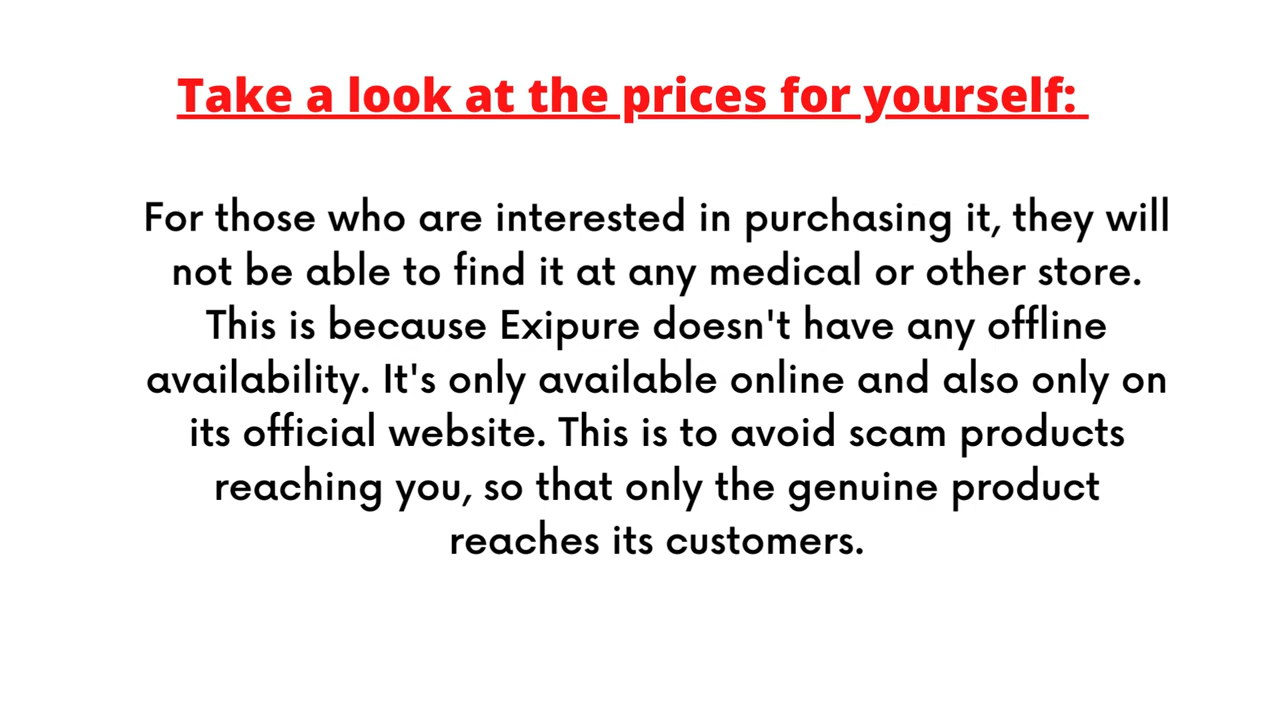 Take a look at the prices for yourself:
For those who are interested in purchasing it, they will
not be able to find it at any medical or other store.
This is because Exipure doesn't have any offline
availability. It's only available online and also only on
its official website. This is to avoid scam products
reaching you, so that only the genuine product
reaches its customers.